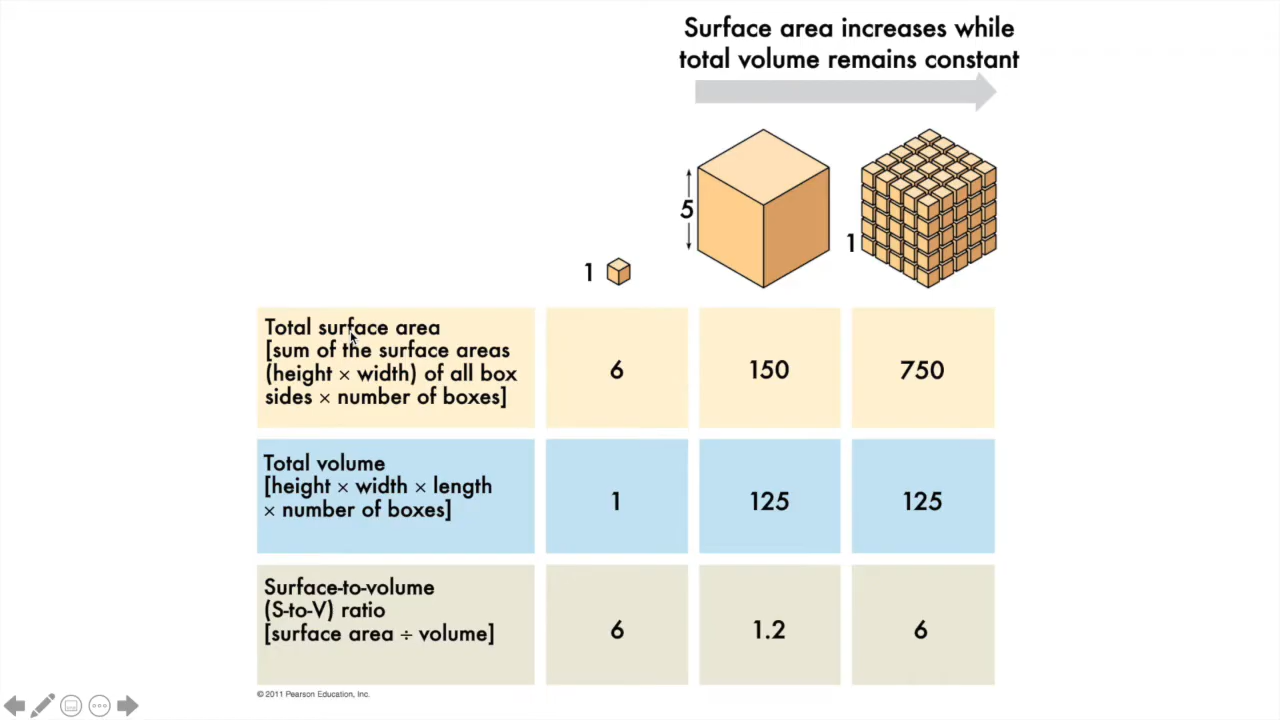 Surface area increases while
total volume remains constant
5
1
1
Total surface area
[sum of the surface areas
(height × width) of all box
sides × number of boxes]
6
150
750
Total volume
[height × width × length
× number of boxes]
1
125
125
Surface-to-volume
(S-to-V) ratio
[surface area ÷ volume]
6
1.2
6
© 2011 Pearson Education, Inc.